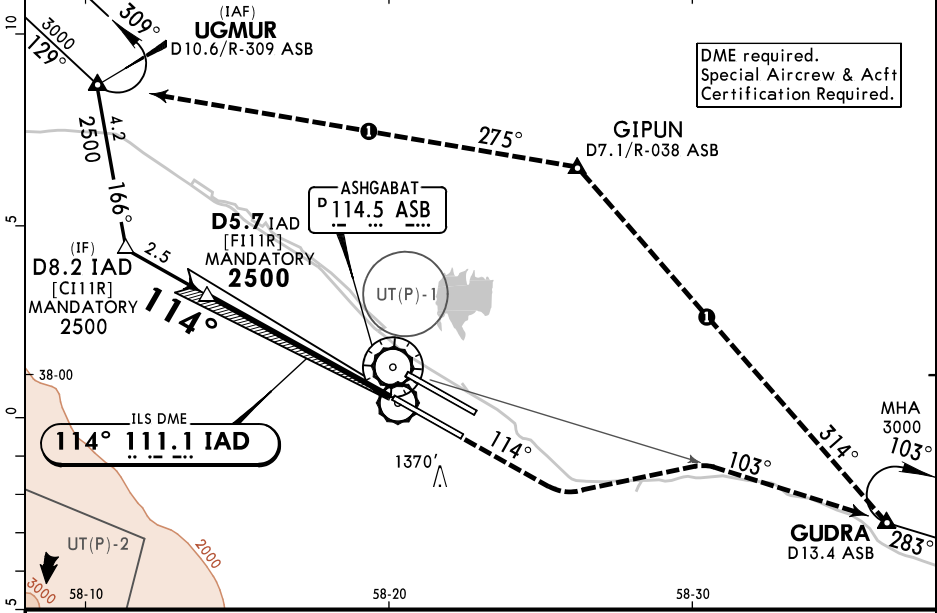 10
(IAF)
UGMUR
D10.6/R-309 ASB
309°
3000
129°
DME required.
Special Aircrew & Acft
Certification Required.
1
275°
GIPUN
D7.1/R-038 ASB
4.2
2500
166°
ASHGABAT
D 114.5 ASB
5
D5.7 IAD
[FI11R]
MANDATORY
2500
(IF)
D8.2 IAD
[CI11R]
MANDATORY
2500
2.5
114°
UT(P)-1
1
38-00
0
ILS DME
114° 111.1 IAD
MHA
3000
103°
314°
114°
103°
1370'
GUDRA
D13.4 ASB
283°
UT(P)-2
2000
3000
5
58-10
58-20
58-30